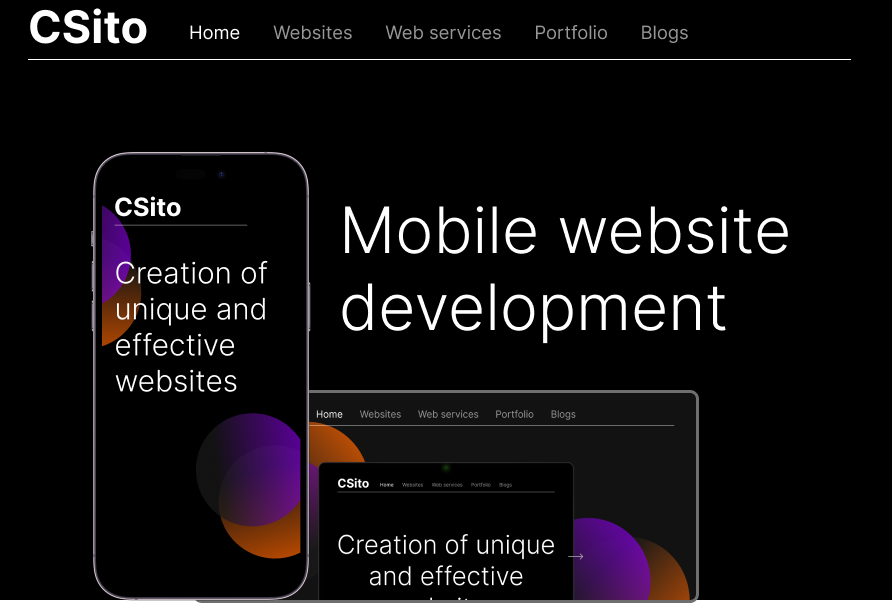 CSito Home Websites Web services Portfolio Blogs
CSito
Mobile website
development
Creation of
unique and
effective
websites
Home Websites Web services Portfolio Blogs
CSito Home Websites Web services Portfolio Blogs
Creation of unique
and effective